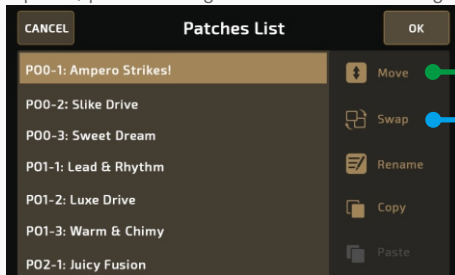 CANCEL
Patches List
OK
P00-1: Ampero Strikes!
P00-2: Slike Drive
P00-3: Sweet Dream
P01-1: Lead & Rhythm
P01-2: Luxe Drive
P01-3: Warm & Chimy
P02-1: Juicy Fusion
Move
Swap
Rename
Copy
Paste